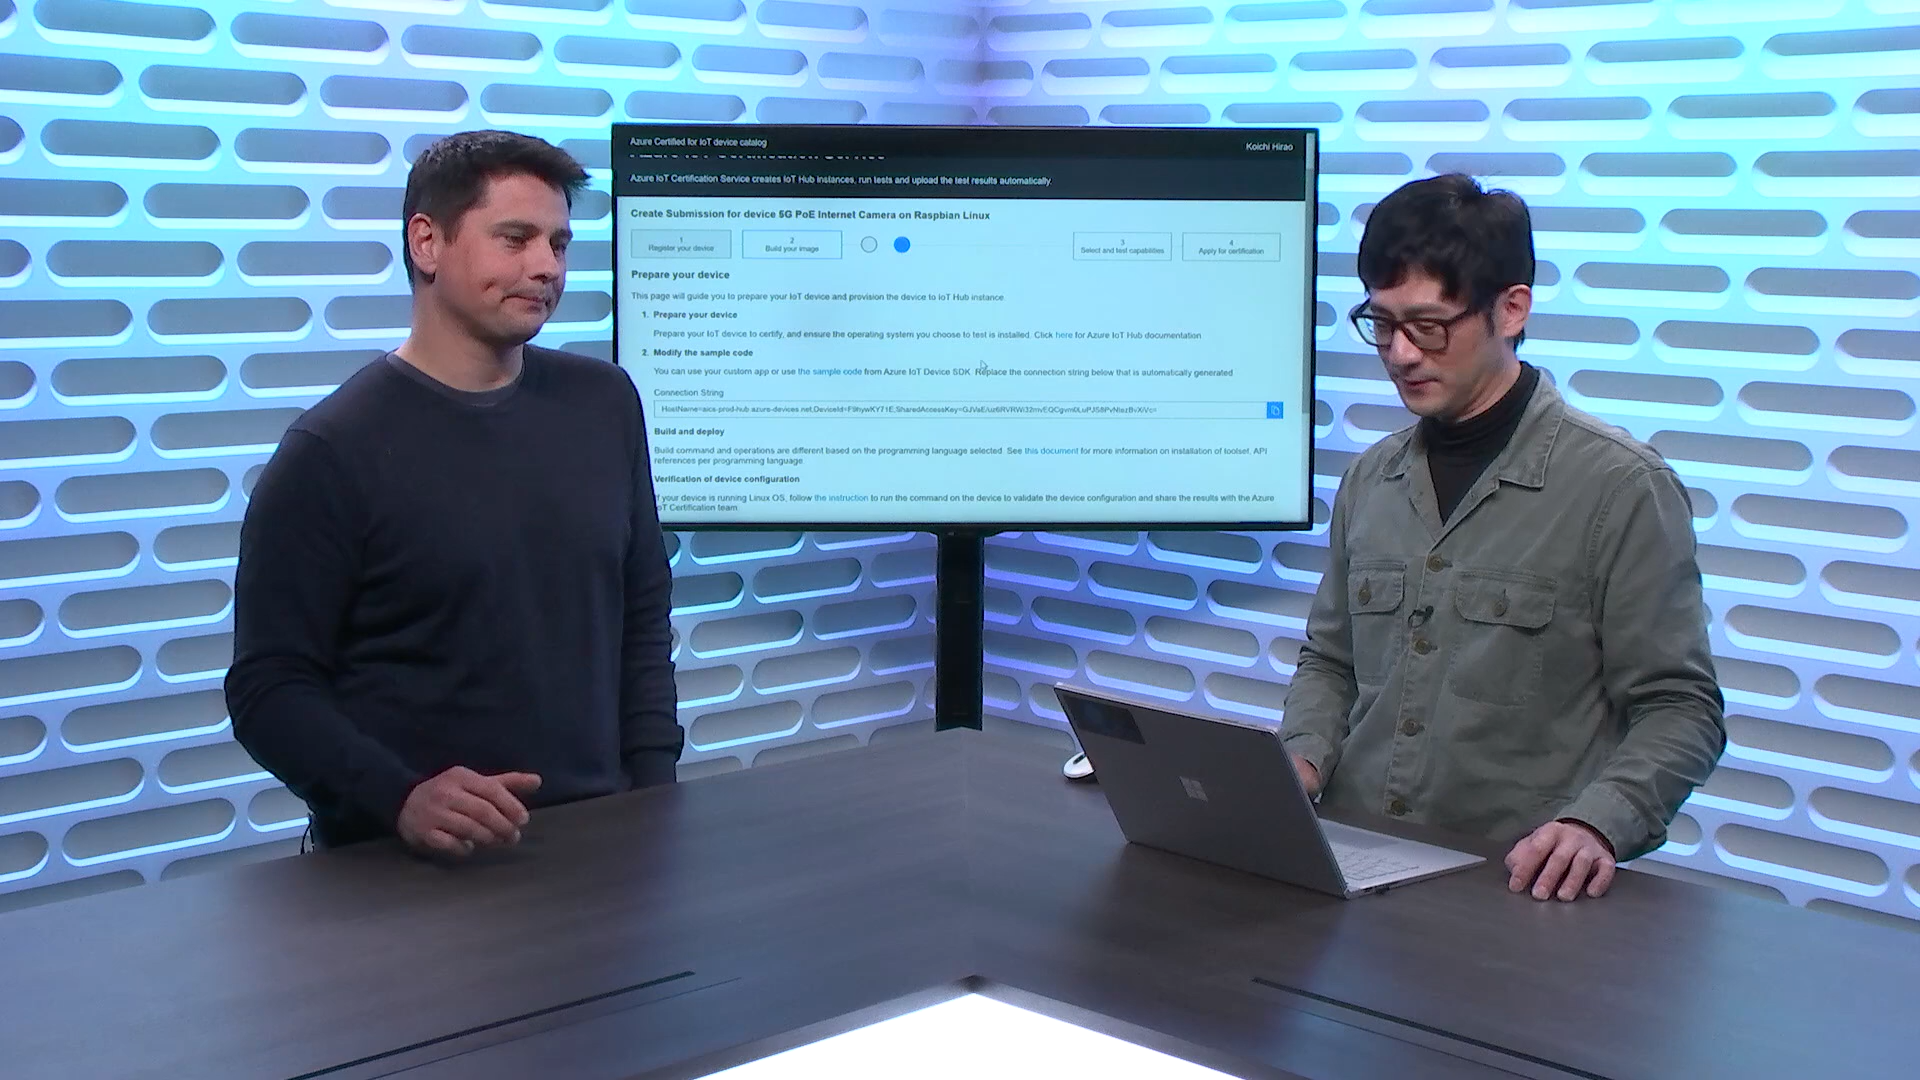 Azure Certified for IoT device catalog
Koichi Hirao
Azure IoT Certification Service
Azure IoT Certification Service creates IoT Hub instances, run tests and upload the test results automatically.
Create Submission for device 5G PoE Internet Camera on Raspbian Linux
1
Register your device
2
Build your image
3
Select and test capabilities
4
Apply for certification
Prepare your device
This page will guide you to prepare your IoT device and provision the device to IoT Hub instance.
1. Prepare your device
Prepare your IoT device to certify, and ensure the operating system you choose to test is installed. Click here for Azure IoT Hub documentation
2. Modify the sample code
You can use your custom app or use the sample code from Azure IoT Device SDK. Replace the connection string below that is automatically generated
Connection String
Build and deploy
Build command and operations are different based on the programming language selected. See this document for more information on installation of toolset, API
references per programming language.
Verification of device configuration
f your device is running Linux OS, follow the instruction to run the command on the device to validate the device configuration and share the results with the Azure
oT Certification team.